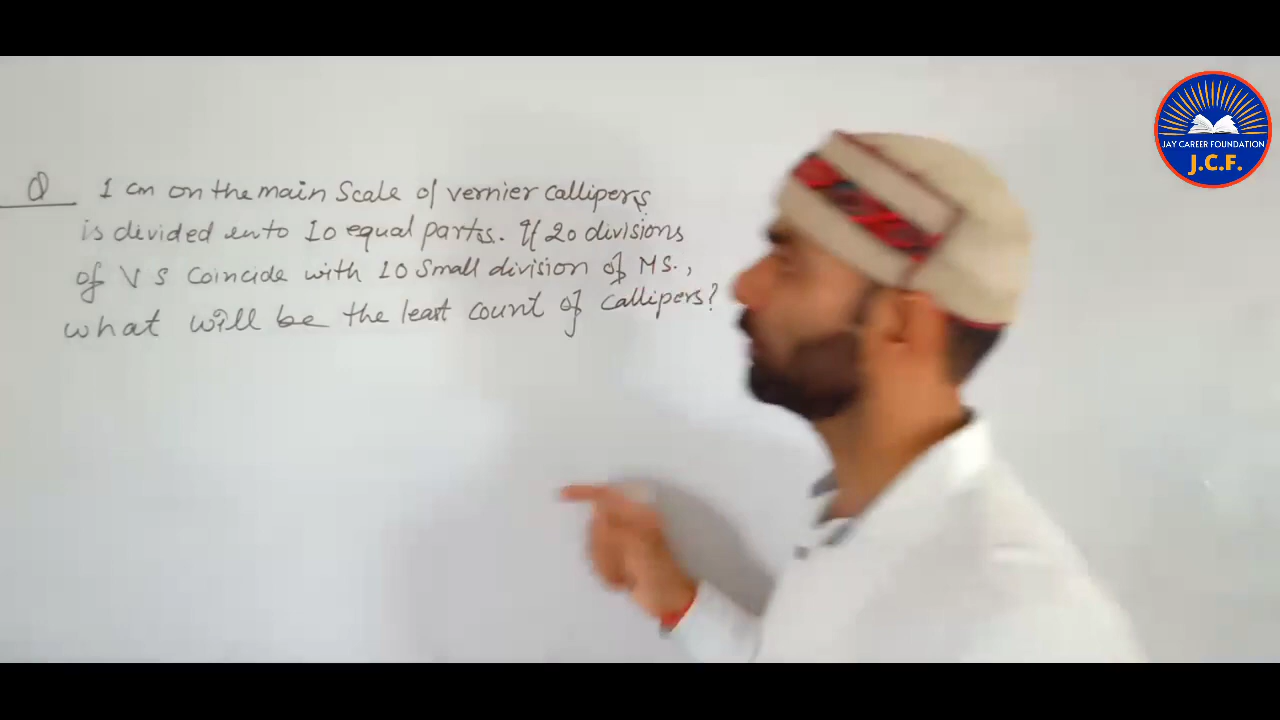 Q 1 cm on the main Scale of vernier callipers
is divided into 10 equal parts. If 20 divisions
of V S Coincide with 10 Small division of MS.,
what will be the least count of callipers?
JAY CAREER FOUNDATION
J.C.F.